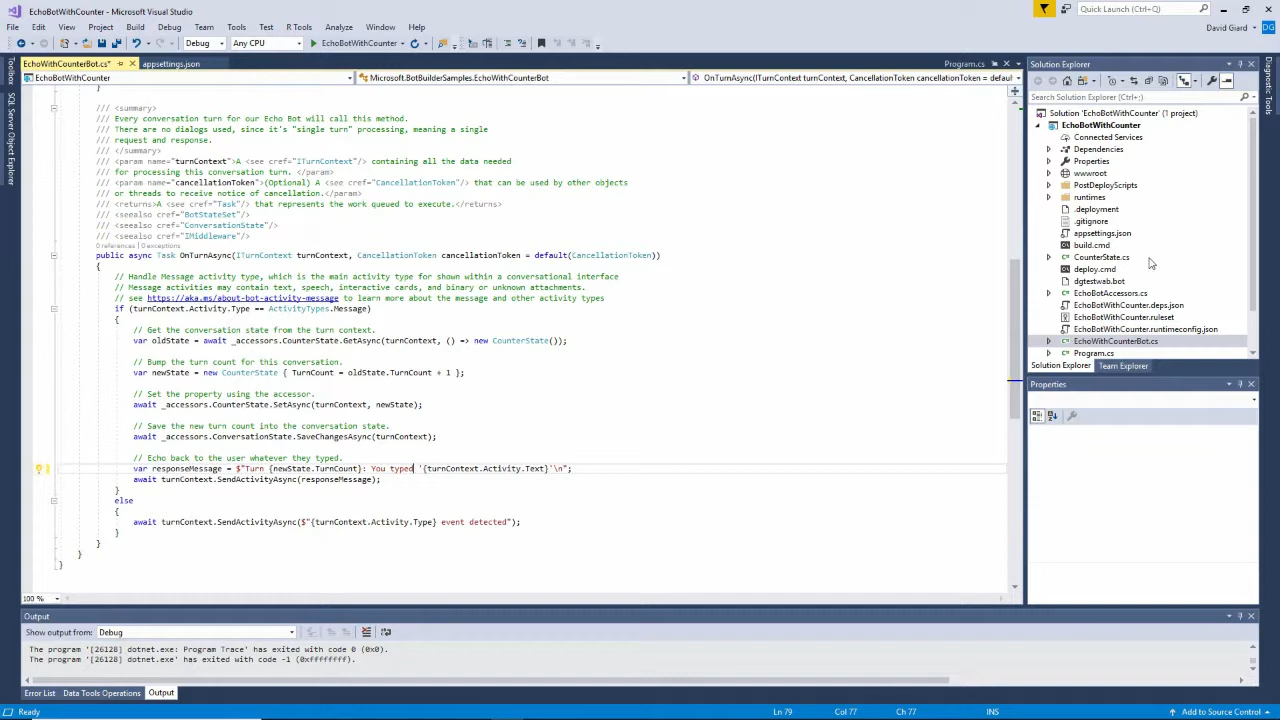 EchoBotWithCounter - Microsoft Visual Studio
Quick Launch (Ctrl+Q)
File Edit View Project Build Debug Team Tools R Tools Analyze Window Help
David Giard DG
Debug Any CPU EchoBotWithCounter
EchoWithCounterBot.cs* appsettings.json Program.cs
EchoBotWithCounter Microsoft.BotBuilderSamples.EchoWithCounterBot OnTurnAsync(ITurnContext turnContext, CancellationToken cancellationToken = default
}
/// <summary>
/// Every conversation turn for our Echo Bot will call this method.
/// There are no dialogs used, since it's "single turn" processing, meaning a single
/// request and response.
/// </summary>
/// <param name="turnContext">A <see cref="ITurnContext"/> containing all the data needed
/// for processing this conversation turn. </param>
/// <param name="cancellationToken">(Optional) A <see cref="CancellationToken"/> that can be used by other objects
/// or threads to receive notice of cancellation.</param>
/// <returns>A <see cref="Task"/> that represents the work queued to execute.</returns>
/// <seealso cref="BotStateSet"/>
/// <seealso cref="ConversationState"/>
/// <seealso cref="IMiddleware"/>
0 references | 0 exceptions
public async Task OnTurnAsync(ITurnContext turnContext, CancellationToken cancellationToken = default(CancellationToken))
{
// Handle Message activity type, which is the main activity type for shown within a conversational interface
// Message activities may contain text, speech, interactive cards, and binary or unknown attachments.
// see https://aka.ms/about-bot-activity-message to learn more about the message and other activity types
if (turnContext.Activity.Type == ActivityTypes.Message)
{
// Get the conversation state from the turn context.
var oldState = await _accessors.CounterState.GetAsync(turnContext, () => new CounterState());
// Bump the turn count for this conversation.
var newState = new CounterState { TurnCount = oldState.TurnCount + 1 };
// Set the property using the accessor.
await _accessors.CounterState.SetAsync(turnContext, newState);
// Save the new turn count into the conversation state.
await _accessors.ConversationState.SaveChangesAsync(turnContext);
// Echo back to the user whatever they typed.
var responseMessage = $"Turn {newState.TurnCount}: You typed '{turnContext.Activity.Text}'\n";
await turnContext.SendActivityAsync(responseMessage);
}
else
{
await turnContext.SendActivityAsync($"{turnContext.Activity.Type} event detected");
}
}
}
}
100 %
Toolbox
SQL Server Object Explorer
Solution Explorer
Search Solution Explorer (Ctrl+;)
Solution 'EchoBotWithCounter' (1 project)
EchoBotWithCounter
Connected Services
Dependencies
Properties
wwwroot
PostDeployScripts
runtimes
.deployment
.gitignore
appsettings.json
build.cmd
CounterState.cs
deploy.cmd
dgtestwab.bot
EchoBotAccessors.cs
EchoBotWithCounter.deps.json
EchoBotWithCounter.ruleset
EchoBotWithCounter.runtimeconfig.json
EchoWithCounterBot.cs
Program.cs
Solution Explorer Team Explorer
Properties
Diagnostic Tools
Output
Show output from: Debug
The program '[26128] dotnet.exe: Program Trace' has exited with code 0 (0x0).
The program '[26128] dotnet.exe' has exited with code -1 (0xffffffff).
Error List Data Tools Operations Output
Ready Ln 79 Col 77 Ch 77 INS Add to Source Control